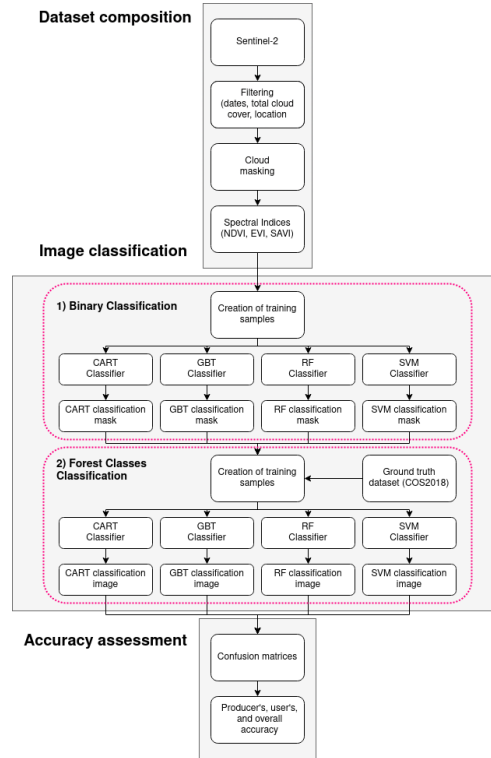 Dataset composition
Sentinel-2
Filtering
(dates, total cloud
cover, location
Cloud
masking
Spectral Indices
(NDVI, EVI, SAVI)
Image classification
1) Binary Classification
Creation of training
samples
CART
Classifier
GBT
Classifier
RF
Classifier
SVM
Classifier
CART classification
mask
GBT classification
mask
RF classification
mask
SVM classification
mask
2) Forest Classes
Classification
Creation of training
samples
Ground truth
dataset (COS2018)
CART
Classifier
GBT
Classifier
RF
Classifier
SVM
Classifier
CART classification
image
GBT classification
image
RF classification
image
SVM classification
image
Accuracy assessment
Confusion matrices
Producer's, user's,
and overall
accuracy